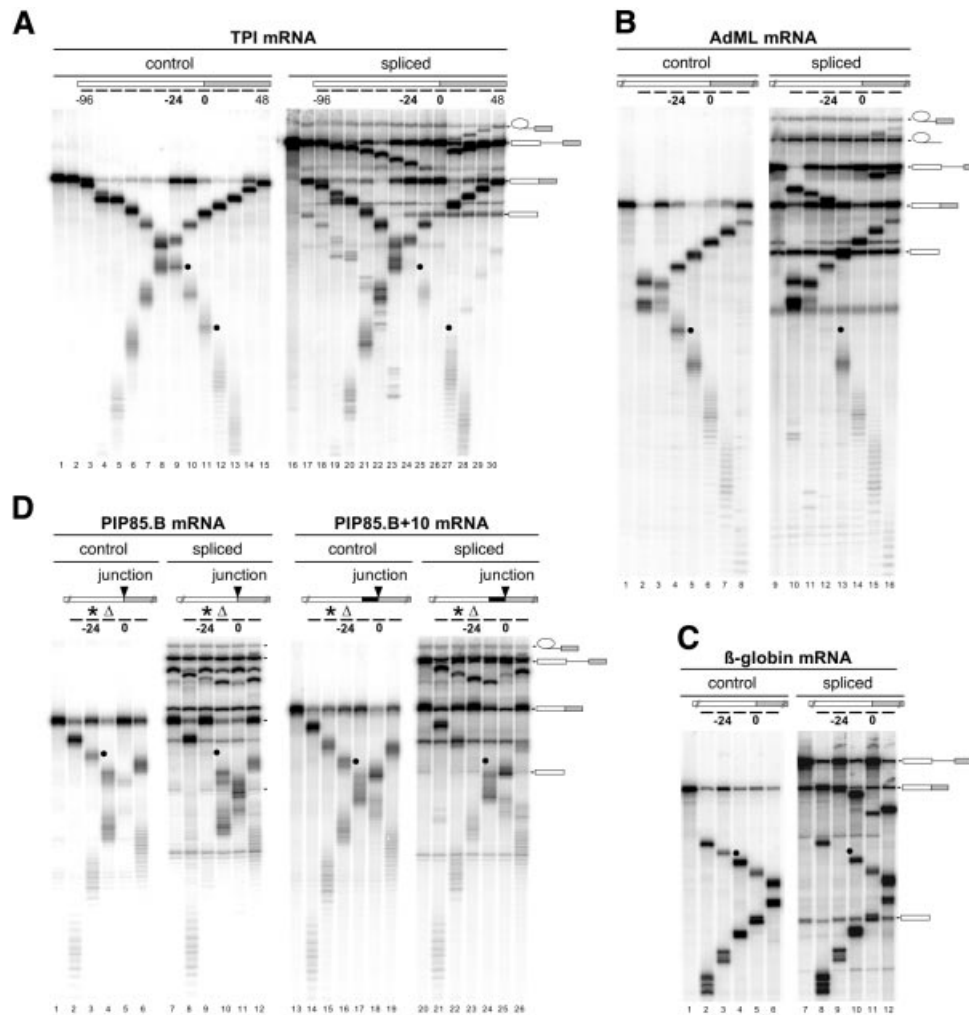 A
TPI mRNA
control
spliced
-96 -24 0 48
-96 -24 0 48
1 2 3 4 5 6 7 8 9 10 11 12 13 14 15
16 17 18 19 20 21 22 23 24 25 26 27 28 29 30
B
AdML mRNA
control
spliced
-24 0
-24 0
1 2 3 4 5 6 7 8
9 10 11 12 13 14 15 16
D
PIP85.B mRNA
PIP85.B+10 mRNA
control
spliced
control
spliced
junction
junction
junction
junction
* Δ
* Δ
* Δ
* Δ
-24 0
-24 0
-24 0
-24 0
1 2 3 4 5 6
7 8 9 10 11 12
13 14 15 16 17 18 19
20 21 22 23 24 25 26
C
ß-globin mRNA
control
spliced
-24 0
-24 0
1 2 3 4 5 6
7 8 9 10 11 12